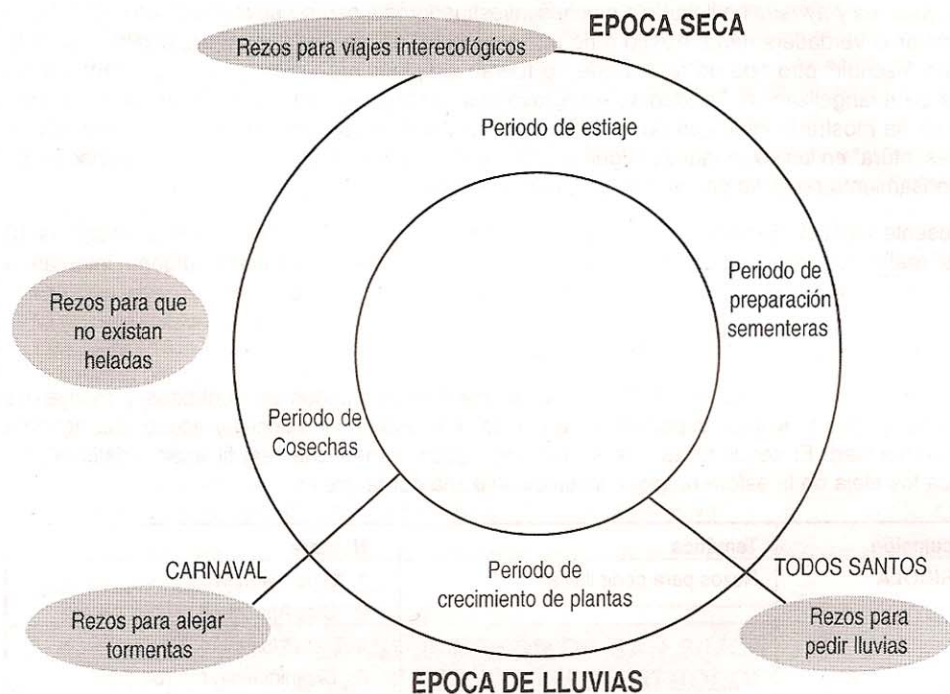 EPOCA SECA
Rezos para viajes interecológicos
Periodo de estiaje
Periodo de
preparación
sementeras
Rezos para que
no existan
heladas
Periodo de
Cosechas
CARNAVAL
TODOS SANTOS
Periodo de
crecimiento de plantas
Rezos para alejar
tormentas
Rezos para
pedir lluvias
EPOCA DE LLUVIAS